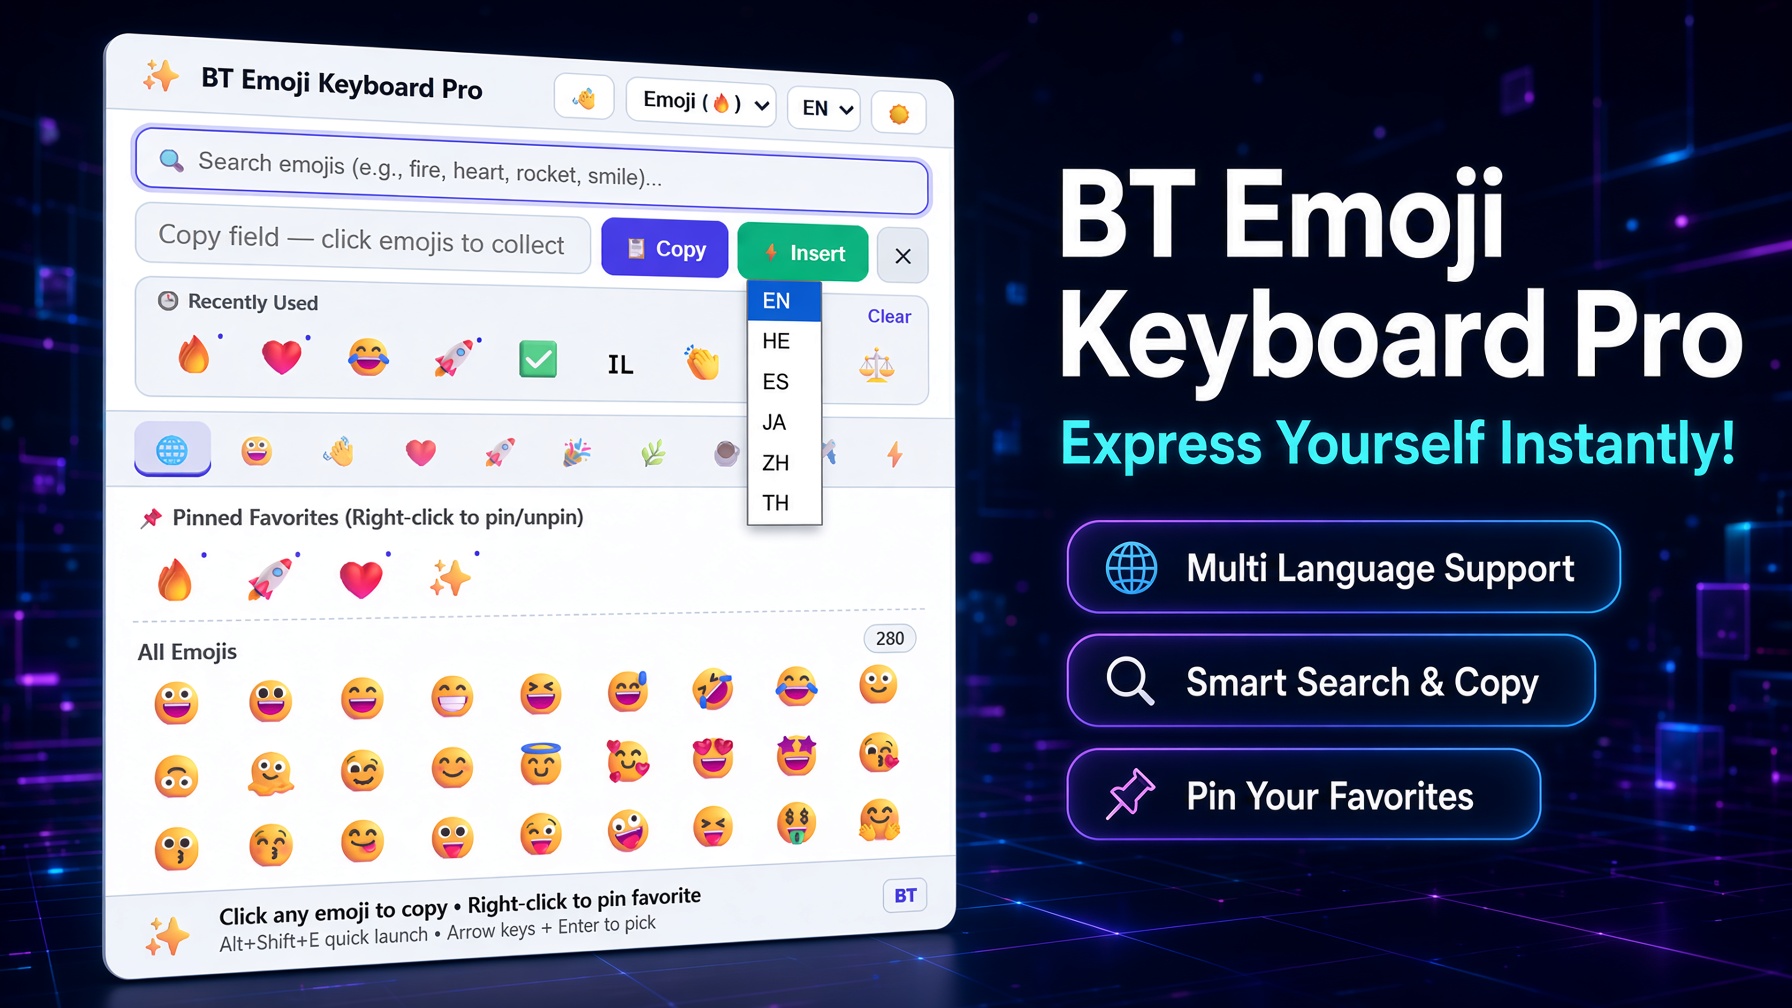 BT Emoji Keyboard Pro
Emoji (🔥)
EN
Search emojis (e.g., fire, heart, rocket, smile)...
Copy field — click emojis to collect
Copy
Insert
Recently Used
Clear
IL
EN
HE
ES
JA
ZH
TH
Pinned Favorites (Right-click to pin/unpin)
All Emojis
280
Click any emoji to copy • Right-click to pin favorite
Alt+Shift+E quick launch • Arrow keys + Enter to pick
BT
BT Emoji
Keyboard Pro
Express Yourself Instantly!
Multi Language Support
Smart Search & Copy
Pin Your Favorites